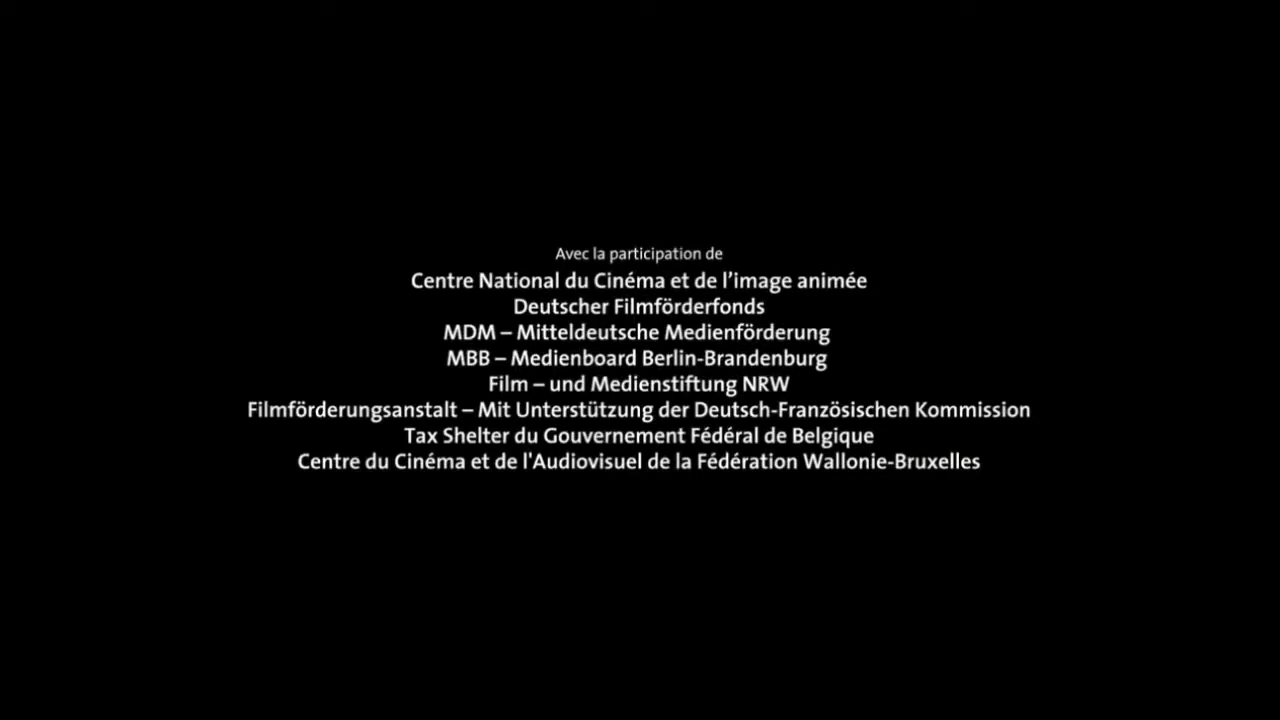 Avec la participation de
Centre National du Cinéma et de l’image animée
Deutscher Filmförderfonds
MDM – Mitteldeutsche Medienförderung
MBB – Medienboard Berlin-Brandenburg
Film – und Medienstiftung NRW
Filmförderungsanstalt – Mit Unterstützung der Deutsch-Französischen Kommission
Tax Shelter du Gouvernement Fédéral de Belgique
Centre du Cinéma et de l'Audiovisuel de la Fédération Wallonie-Bruxelles